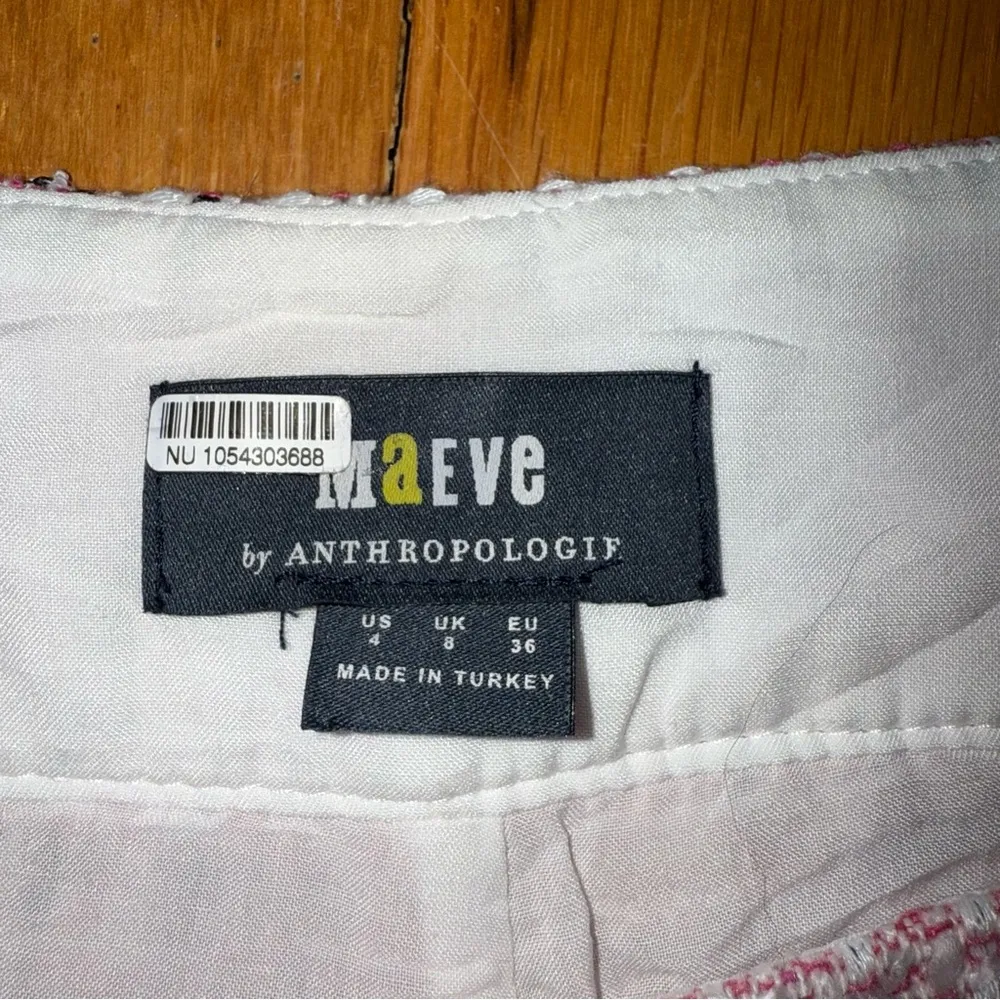 NU 1054303688
MaEVe
by ANTHROPOLOGIE
US UK EU
4 8 36
MADE IN TURKEY